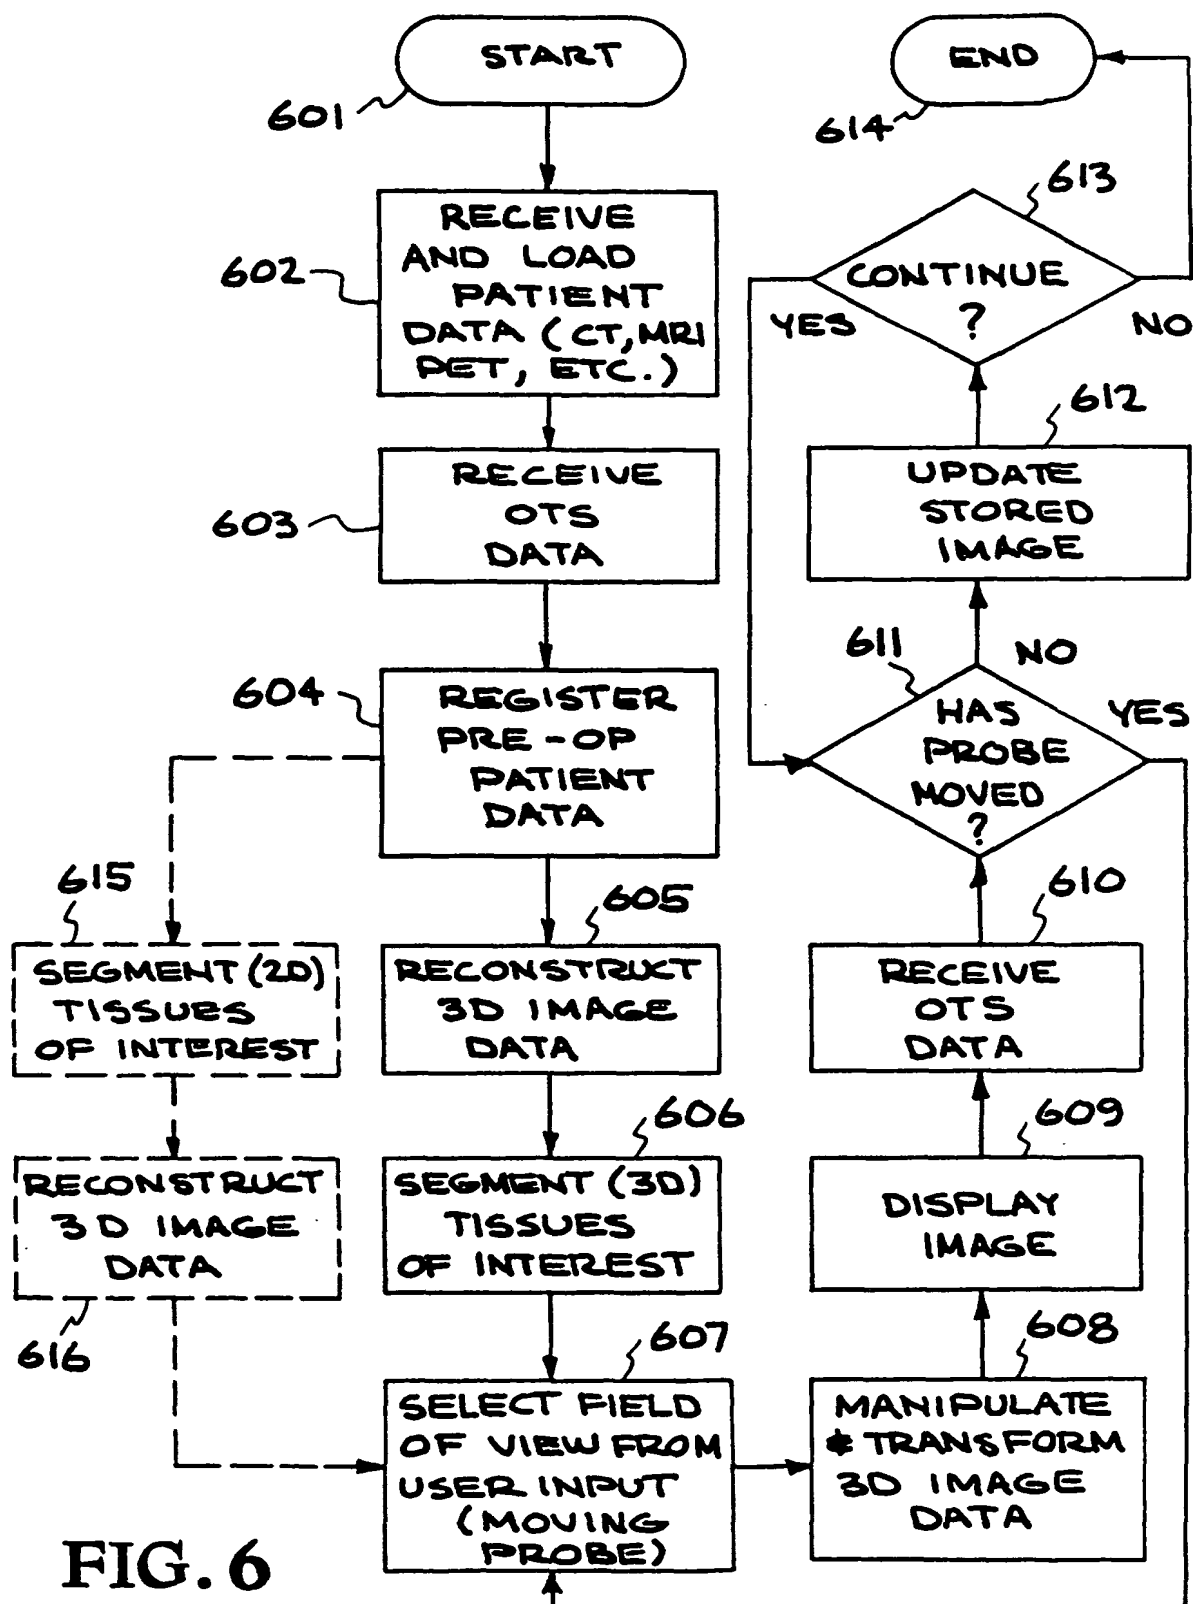 START
601
RECEIVE
AND LOAD
PATIENT
DATA (CT, MRI
PET, ETC.)
602
RECEIVE
OTS
DATA
603
REGISTER
PRE-OP
PATIENT
DATA
604
615
SEGMENT (2D)
TISSUES
OF INTEREST
RECONSTRUCT
3D IMAGE
DATA
616
605
RECONSTRUCT
3D IMAGE
DATA
606
SEGMENT (3D)
TISSUES
OF INTEREST
607
SELECT FIELD
OF VIEW FROM
USER INPUT
(MOVING
PROBE)
608
MANIPULATE
& TRANSFORM
3D IMAGE
DATA
609
DISPLAY
IMAGE
610
RECEIVE
OTS
DATA
611
HAS
PROBE
MOVED
?
NO
YES
612
UPDATE
STORED
IMAGE
613
CONTINUE
?
YES
NO
END
614
FIG. 6